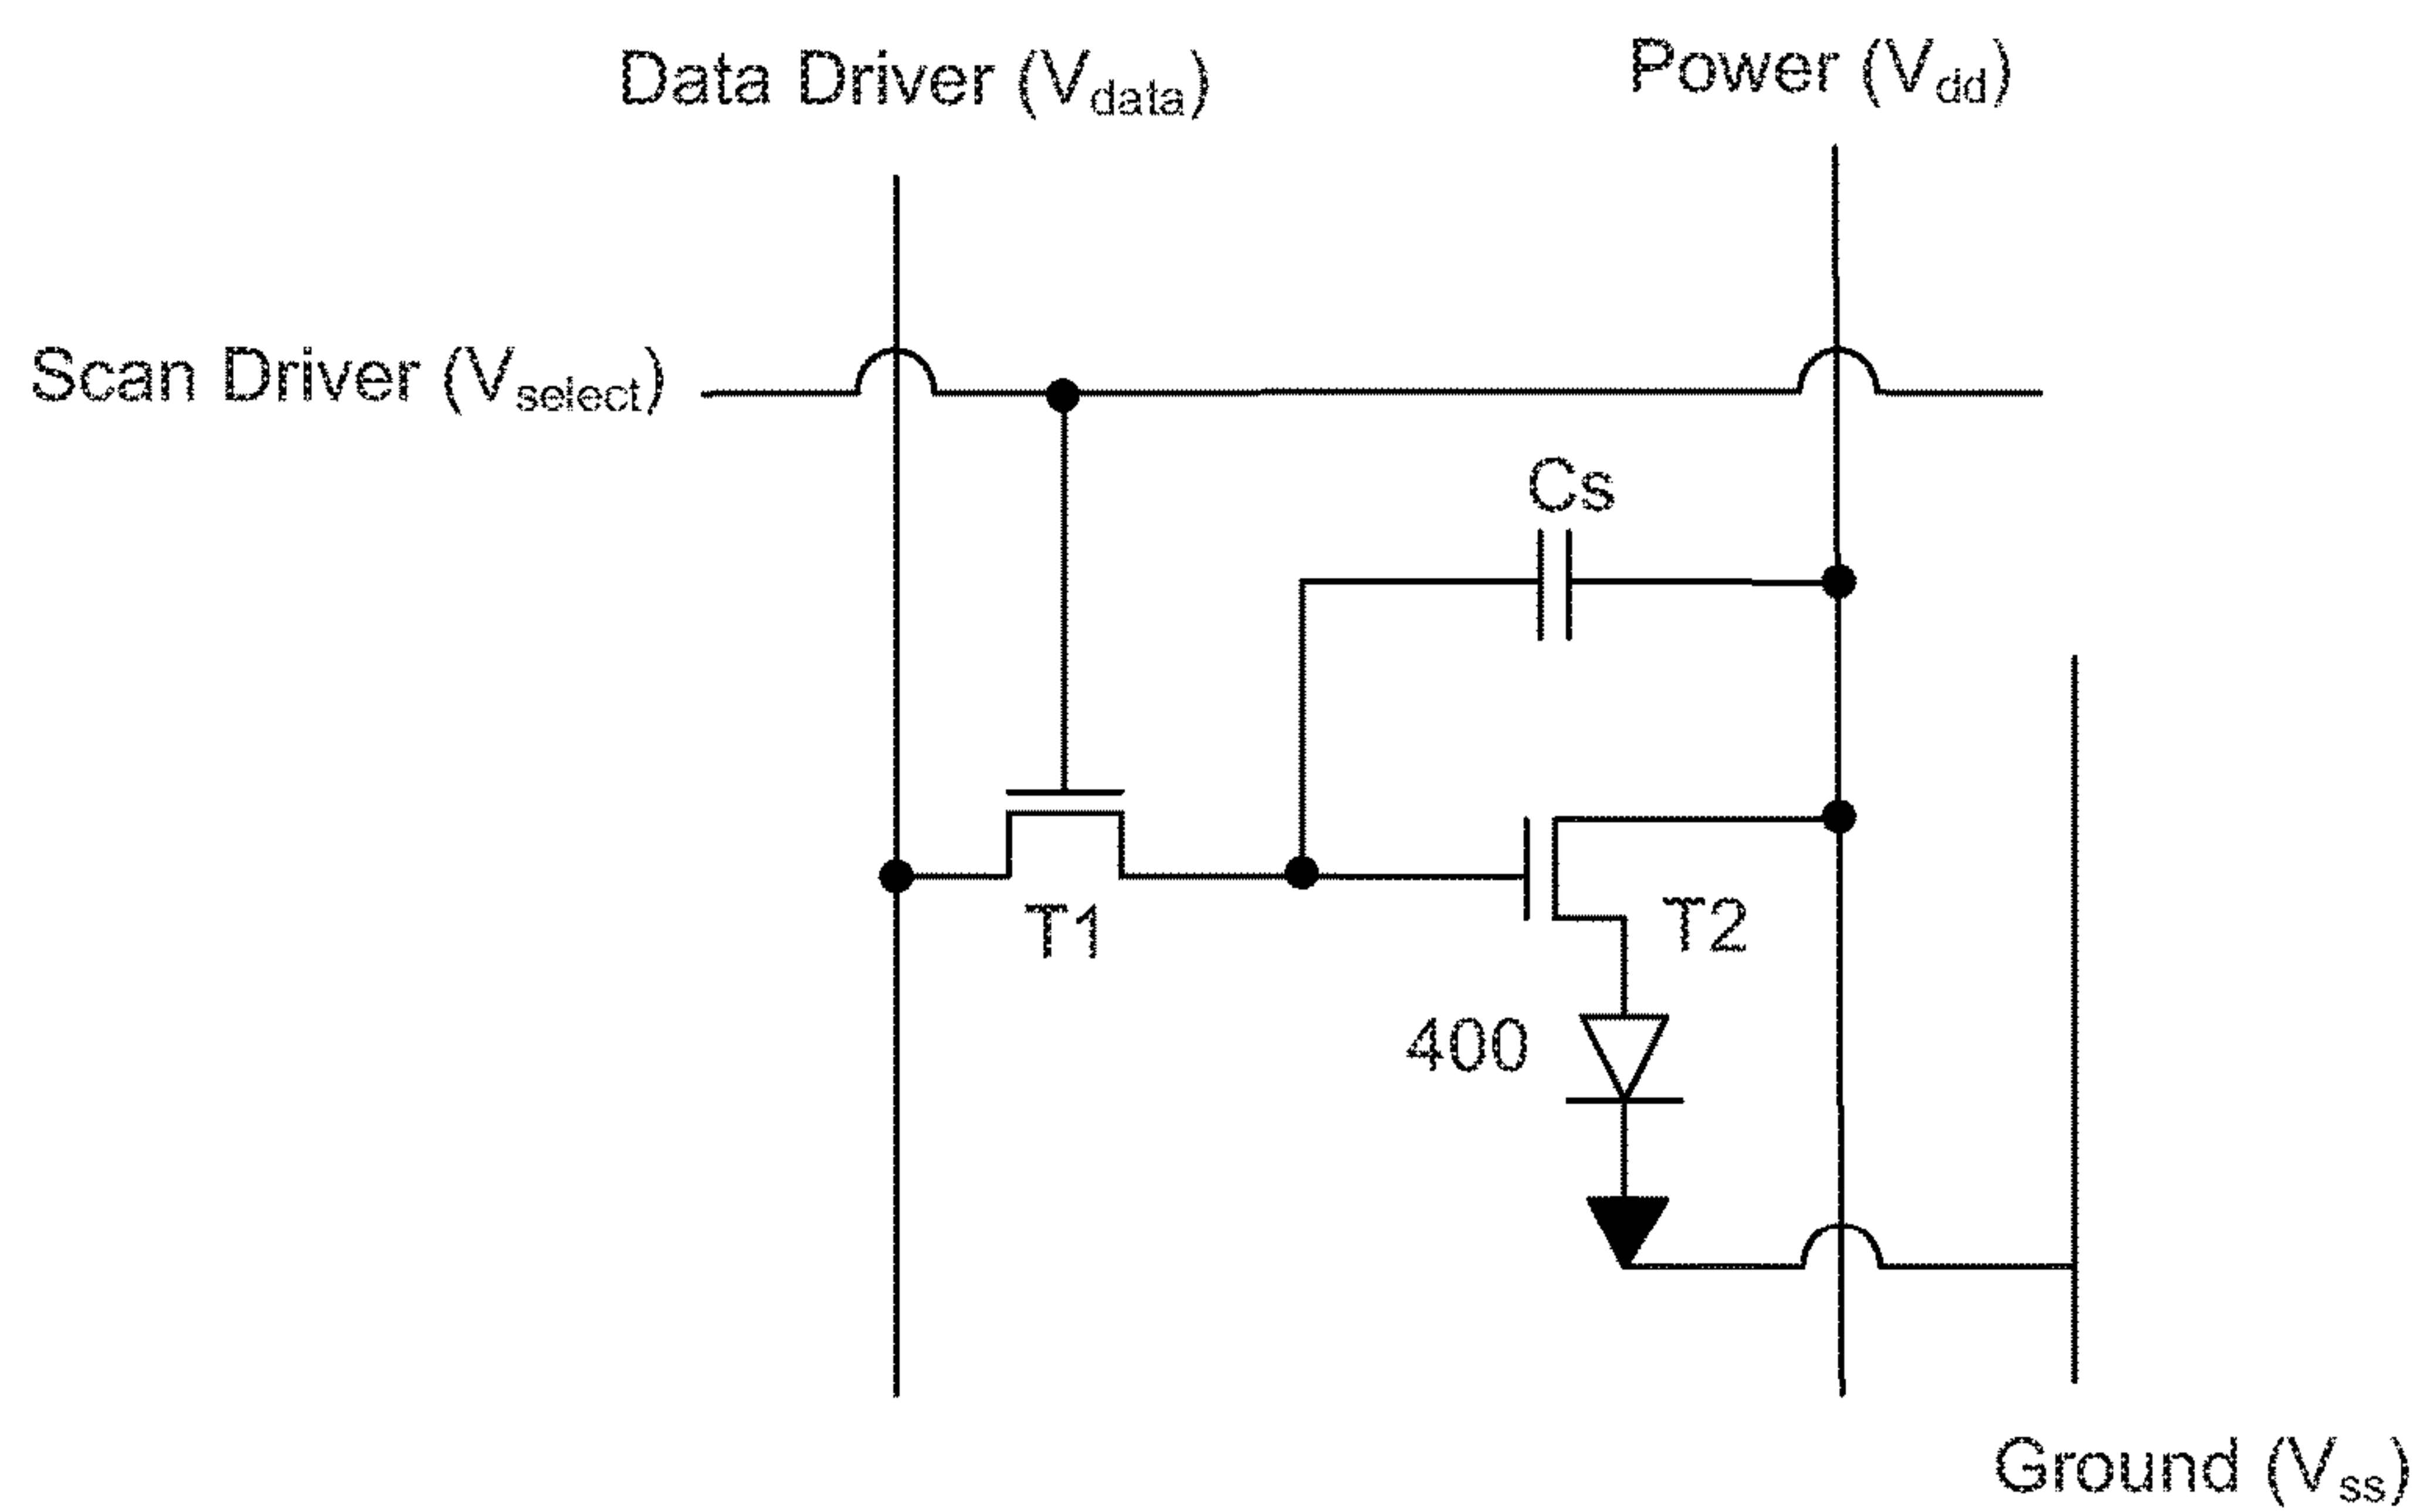 Data Driver (Vdata)
Power (Vdd)
Scan Driver (Vselect)
Cs
T1
T2
400
Ground (Vss)